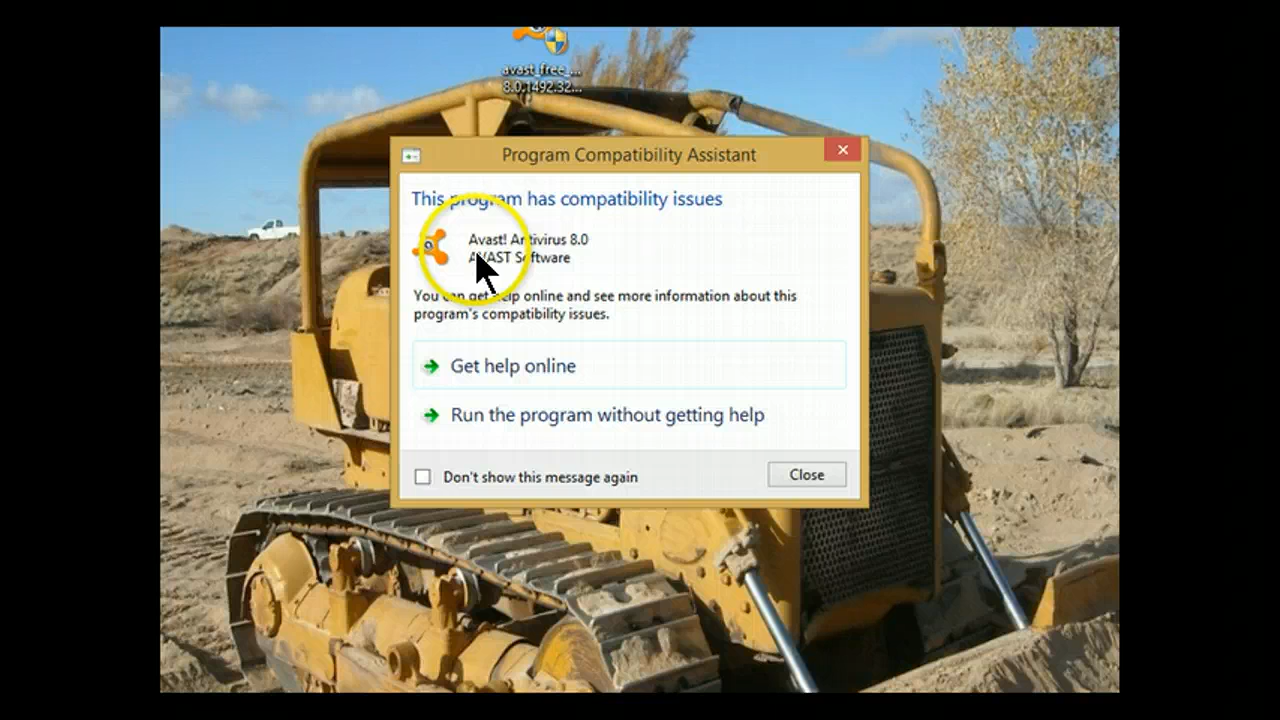 avast_free_...
8.0.1492.32...
Program Compatibility Assistant
This program has compatibility issues
Avast! Antivirus 8.0
AVAST Software
You can get help online and see more information about this
program's compatibility issues.
Get help online
Run the program without getting help
Don't show this message again
Close